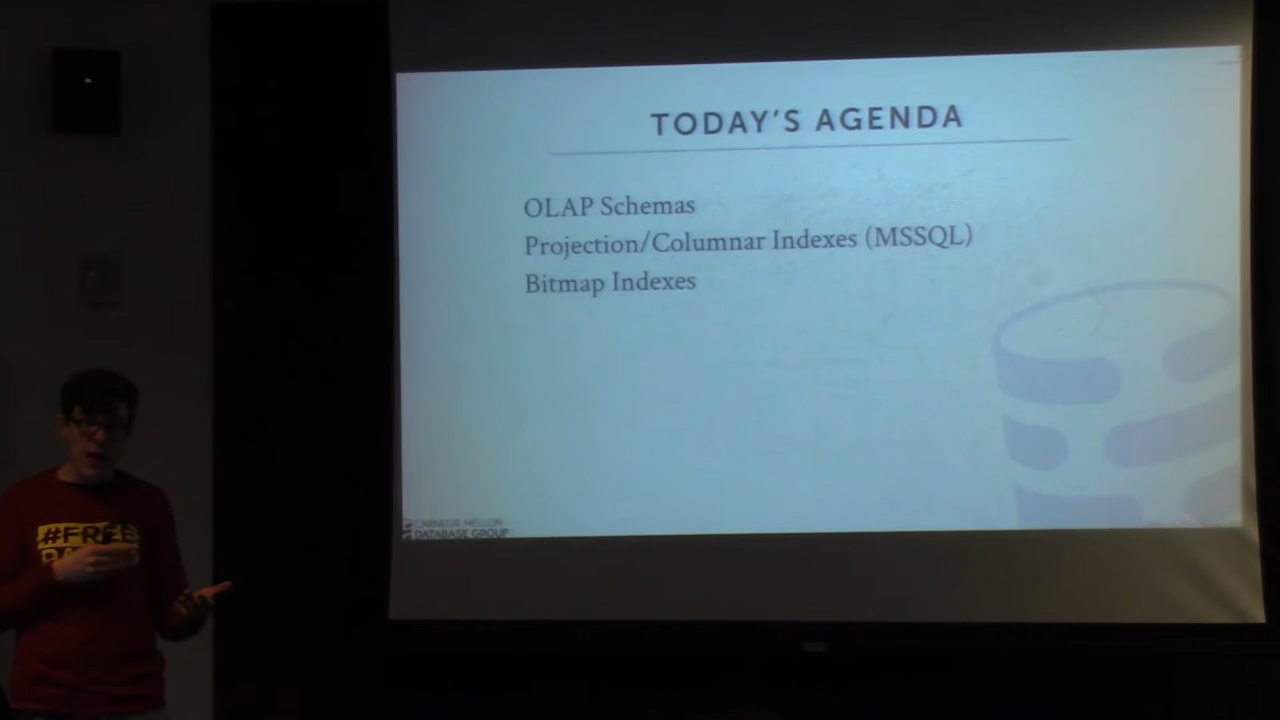 TODAY'S AGENDA
OLAP Schemas
Projection/Columnar Indexes (MSSQL)
Bitmap Indexes
CARNEGIE MELLON
DATABASE GROUP
#FREE